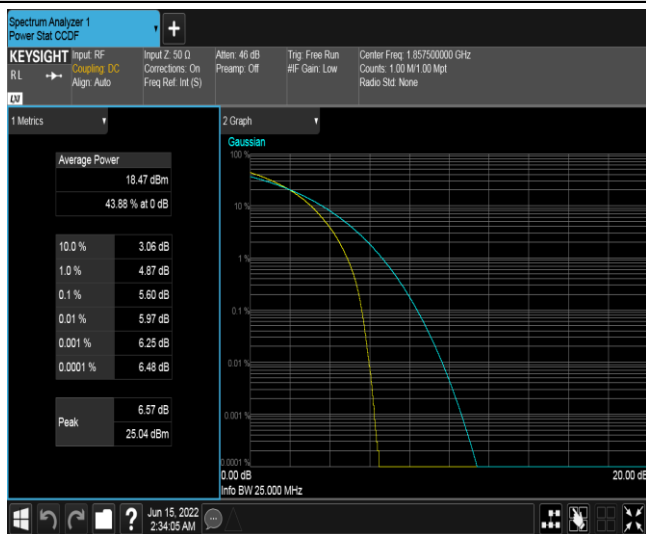 Spectrum Analyzer 1
Power Stat CCDF
+
KEYSIGHT
RL
LXI
Input: RF
Coupling: DC
Align: Auto
Input Z: 50 Ω
Corrections: On
Freq Ref: Int (S)
Atten: 46 dB
Preamp: Off
Trig: Free Run
#IF Gain: Low
Center Freq: 1.857500000 GHz
Counts: 1.00 M/1.00 Mpt
Radio Std: None
1 Metrics
Average Power
18.47 dBm
43.88 % at 0 dB
10.0 % 3.06 dB
1.0 % 4.87 dB
0.1 % 5.60 dB
0.01 % 5.97 dB
0.001 % 6.25 dB
0.0001 % 6.48 dB
Peak
6.57 dB
25.04 dBm
2 Graph
Gaussian
100 %
10 %
1 %
0.1 %
0.01 %
0.001 %
0.0001 %
0.00 dB
20.00 dB
Info BW 25.000 MHz
?
Jun 15, 2022
2:34:05 AM